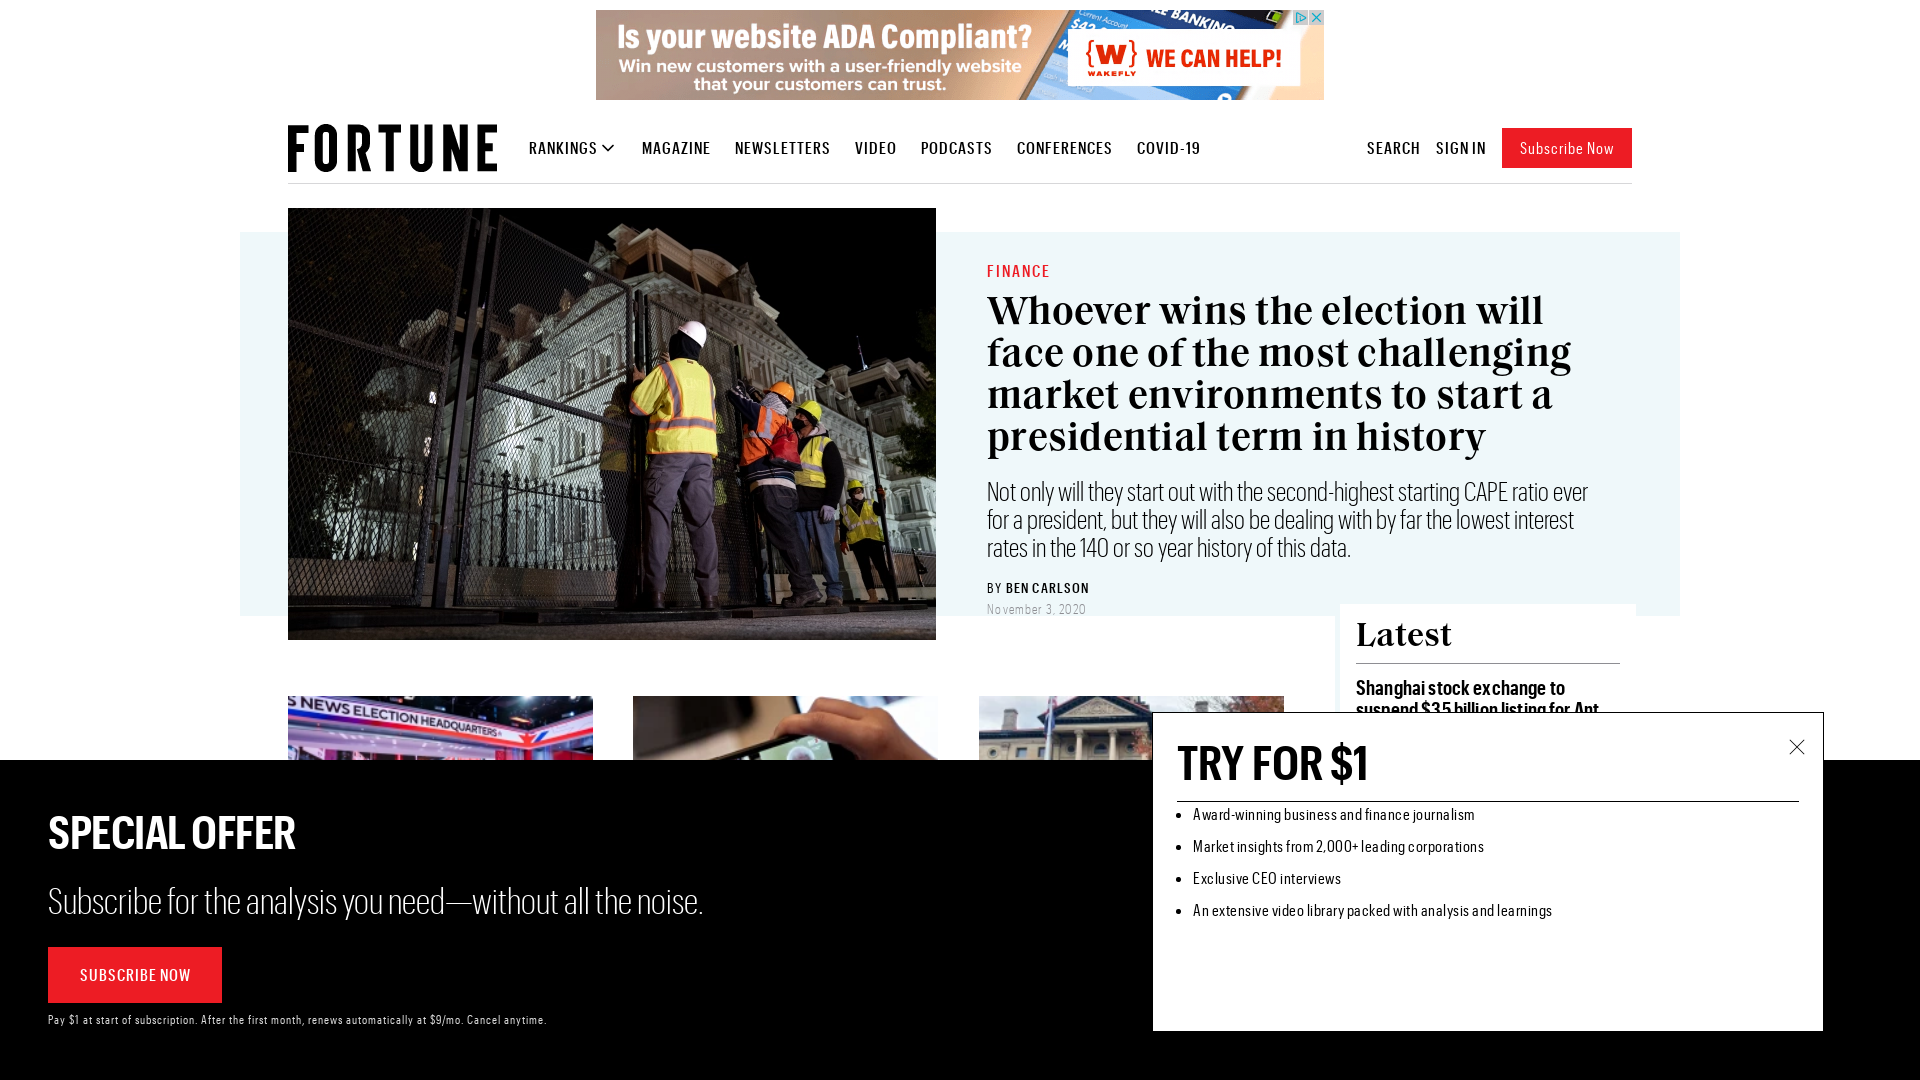 Is your website ADA Compliant?
Win new customers with a user-friendly website
that your customers can trust.
{W}
WAKEFLY
WE CAN HELP!
FORTUNE
RANKINGS
MAGAZINE
NEWSLETTERS
VIDEO
PODCASTS
CONFERENCES
COVID-19
SEARCH
SIGN IN
Subscribe Now
FINANCE
Whoever wins the election will
face one of the most challenging
market environments to start a
presidential term in history
Not only will they start out with the second-highest starting CAPE ratio ever
for a president, but they will also be dealing with by far the lowest interest
rates in the 140 or so year history of this data.
BY BEN CARLSON
November 3, 2020
Latest
Shanghai stock exchange to
suspend $35 billion listing for Ant
S NEWS ELECTION HEADQUARTERS
SPECIAL OFFER
Subscribe for the analysis you need—without all the noise.
SUBSCRIBE NOW
Pay $1 at start of subscription. After the first month, renews automatically at $9/mo. Cancel anytime.
TRY FOR $1
• Award-winning business and finance journalism
• Market insights from 2,000+ leading corporations
• Exclusive CEO interviews
• An extensive video library packed with analysis and learnings